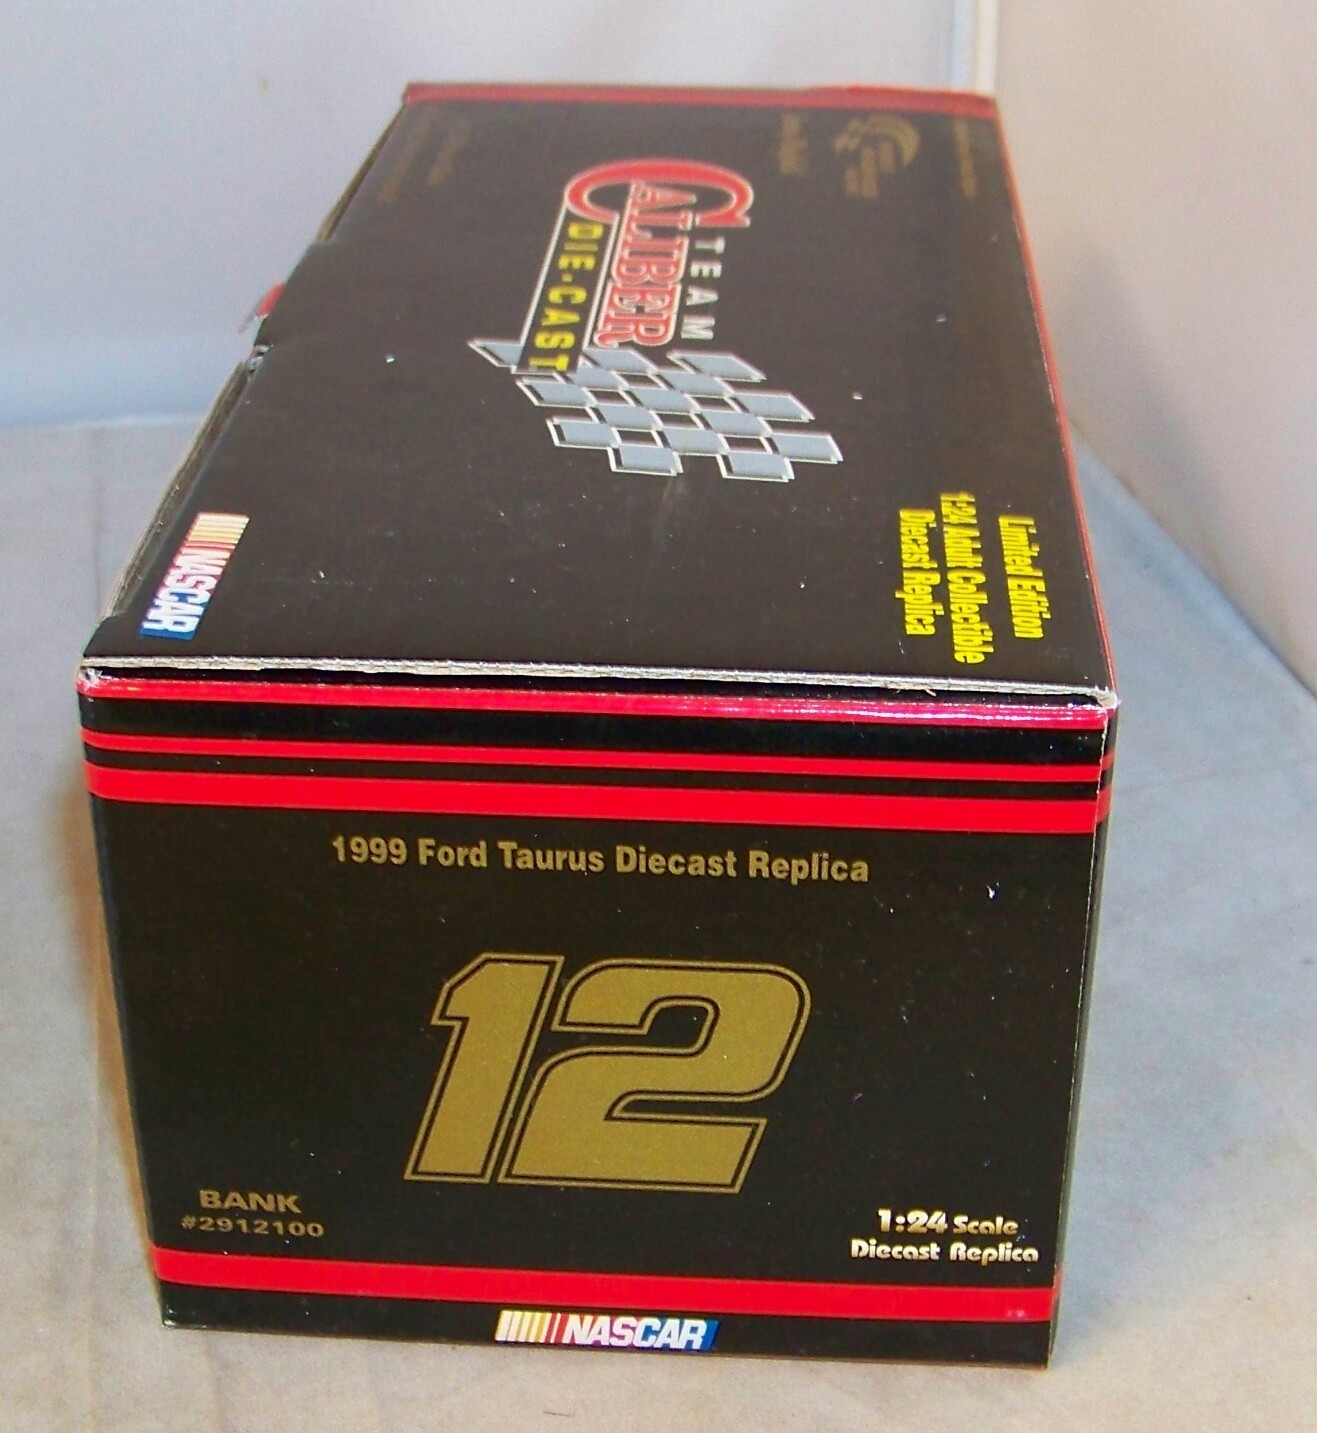 TEAM
CALIBER
DIE-CAST
Limited Edition
1:24 Adult Collectible
Diecast Replica
NASCAR
1999 Ford Taurus Diecast Replica
12
BANK
#2912100
1:24 Scale
Diecast Replica
NASCAR